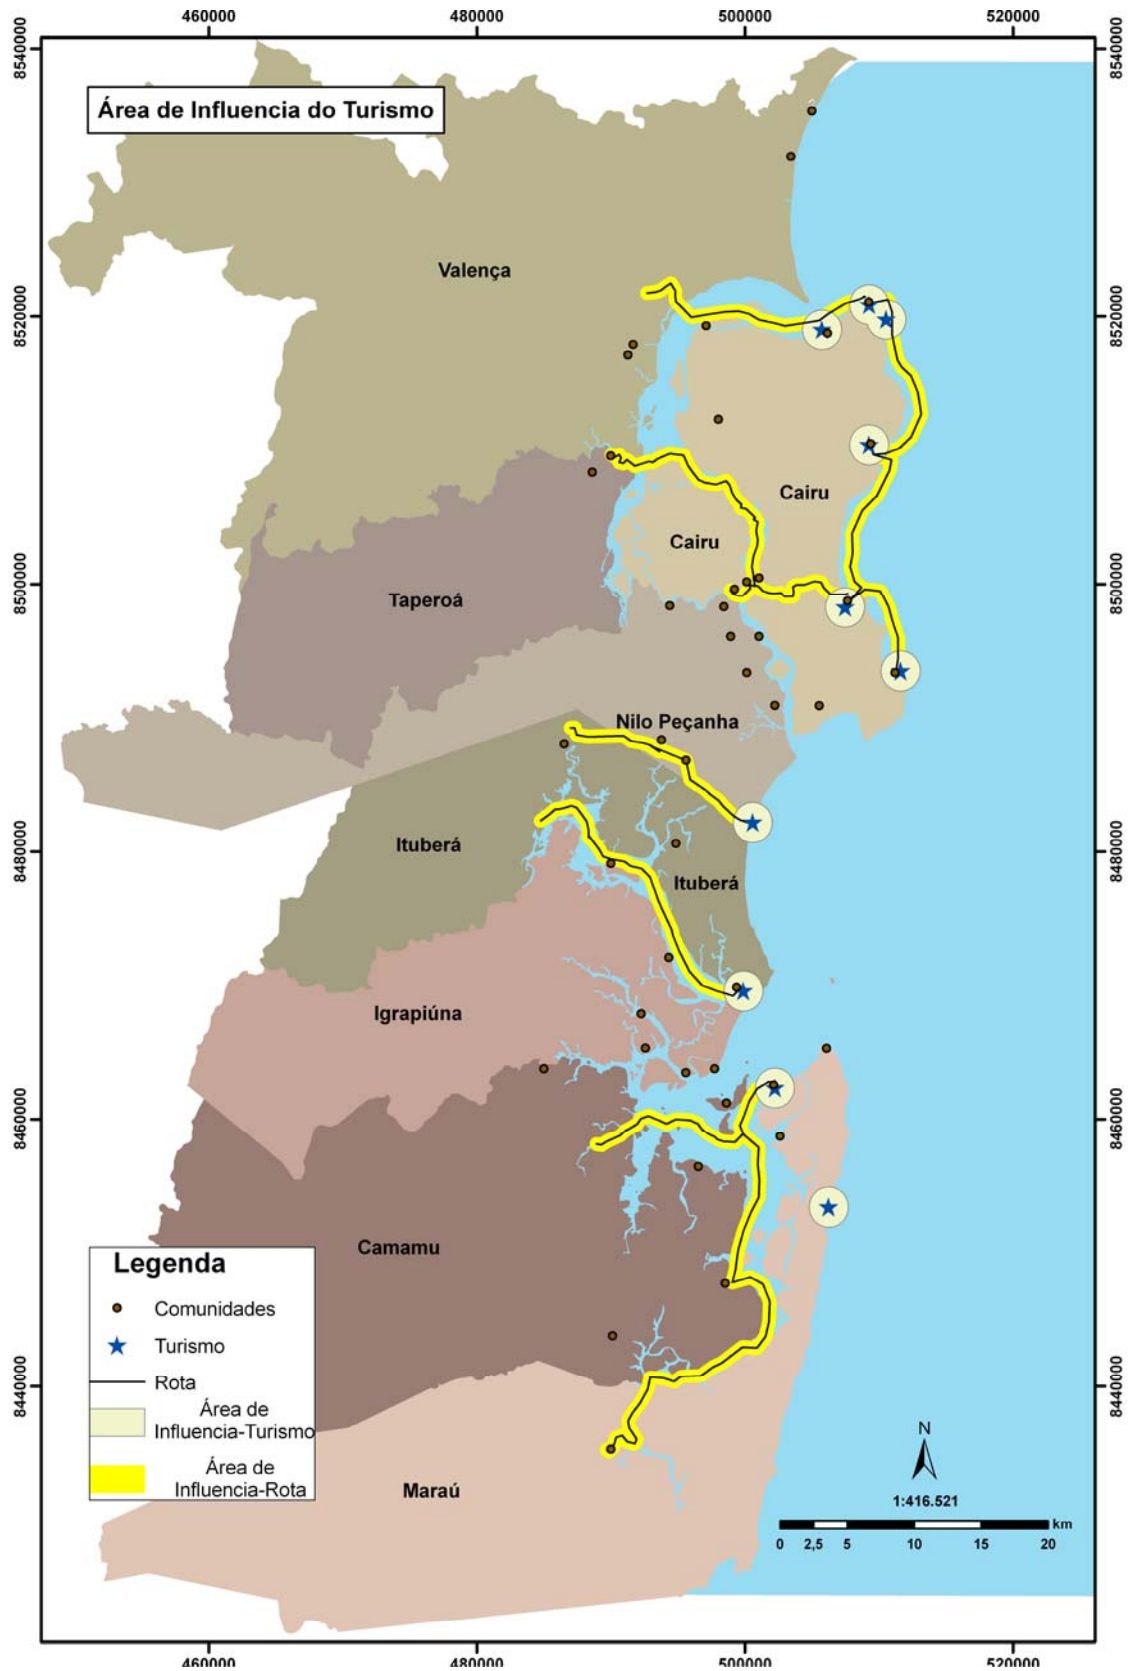 460000 480000 500000 520000
8540000 8540000
Área de Influencia do Turismo
Valença
8520000 8520000
Cairu
Cairu
8500000 8500000
Taperoá
Nilo Peçanha
Ituberá
8480000 8480000
Ituberá
Igrapiúna
8460000 8460000
Camamu
Legenda
Comunidades
Turismo
Rota
Área de
Influencia-Turismo
Área de
Influencia-Rota
8440000 8440000
Maraú
N
1:416.521
km
0 2,5 5 10 15 20
460000 480000 500000 520000